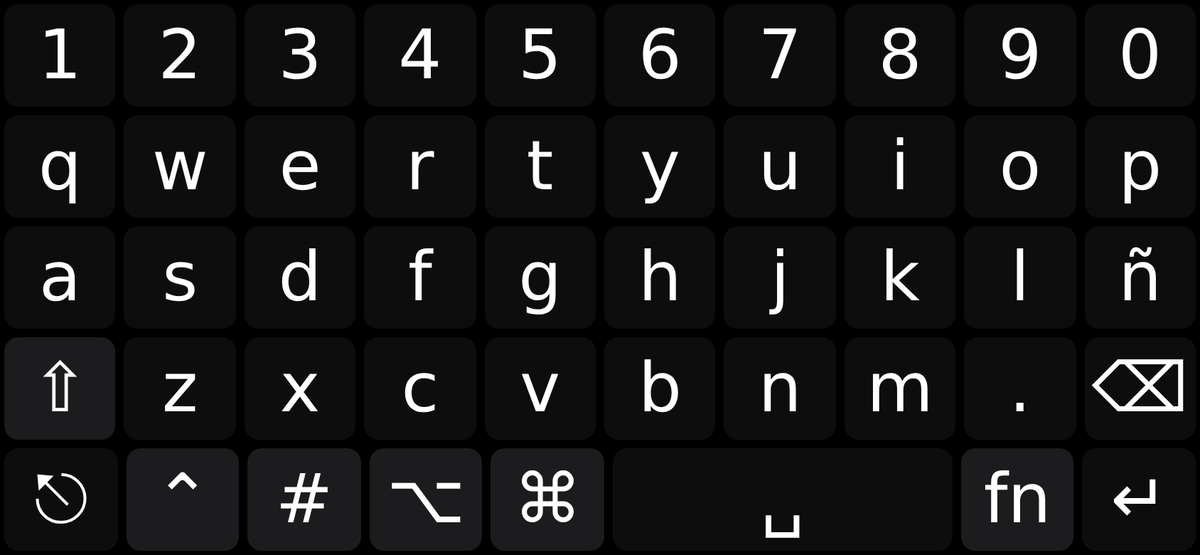 1 2 3 4 5 6 7 8 9 0
q w e r t y u i o p
a s d f g h j k l ñ
⇧ z x c v b n m . ⌫
⎋ ⌃ # ⌥ ⌘ ␣ fn ↵